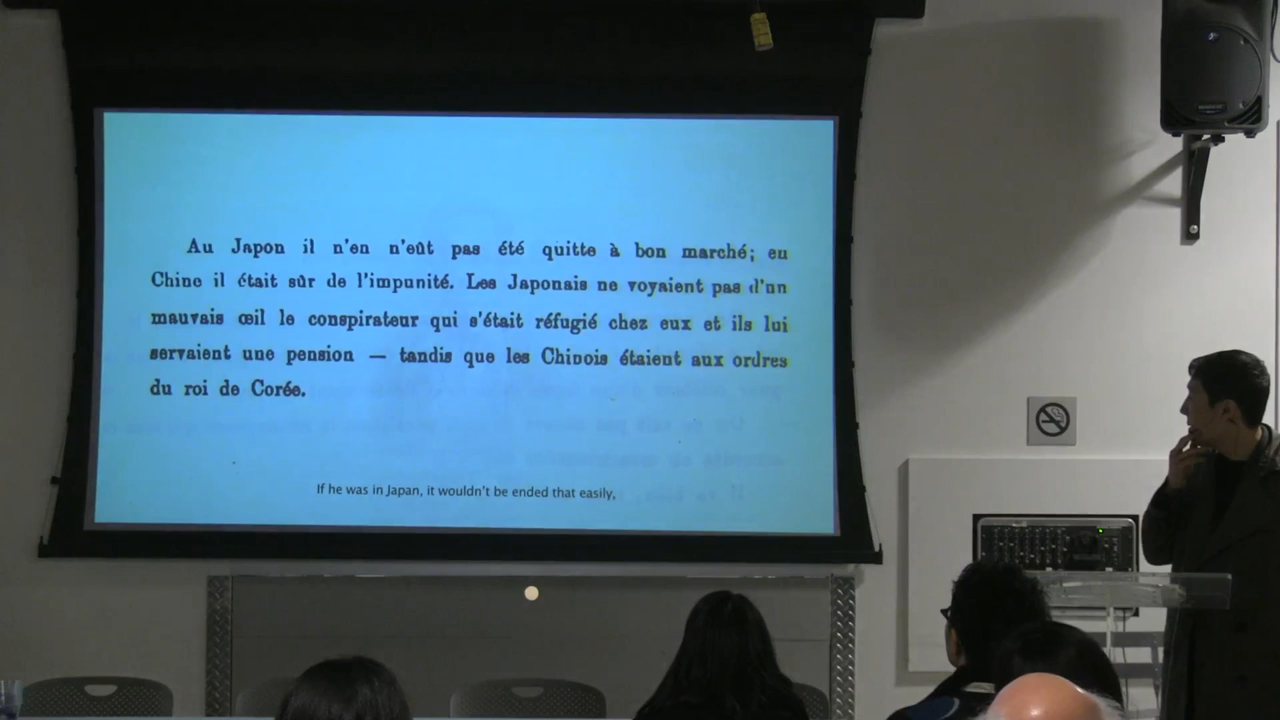 Au Japon il n'en n'eût pas été quitte à bon marché; en
Chine il était sûr de l'impunité. Les Japonais ne voyaient pas d'un
mauvais œil le conspirateur qui s'était réfugié chez eux et ils lui
servaient une pension — tandis que les Chinois étaient aux ordres
du roi de Corée.
If he was in Japan, it wouldn't be ended that easily,